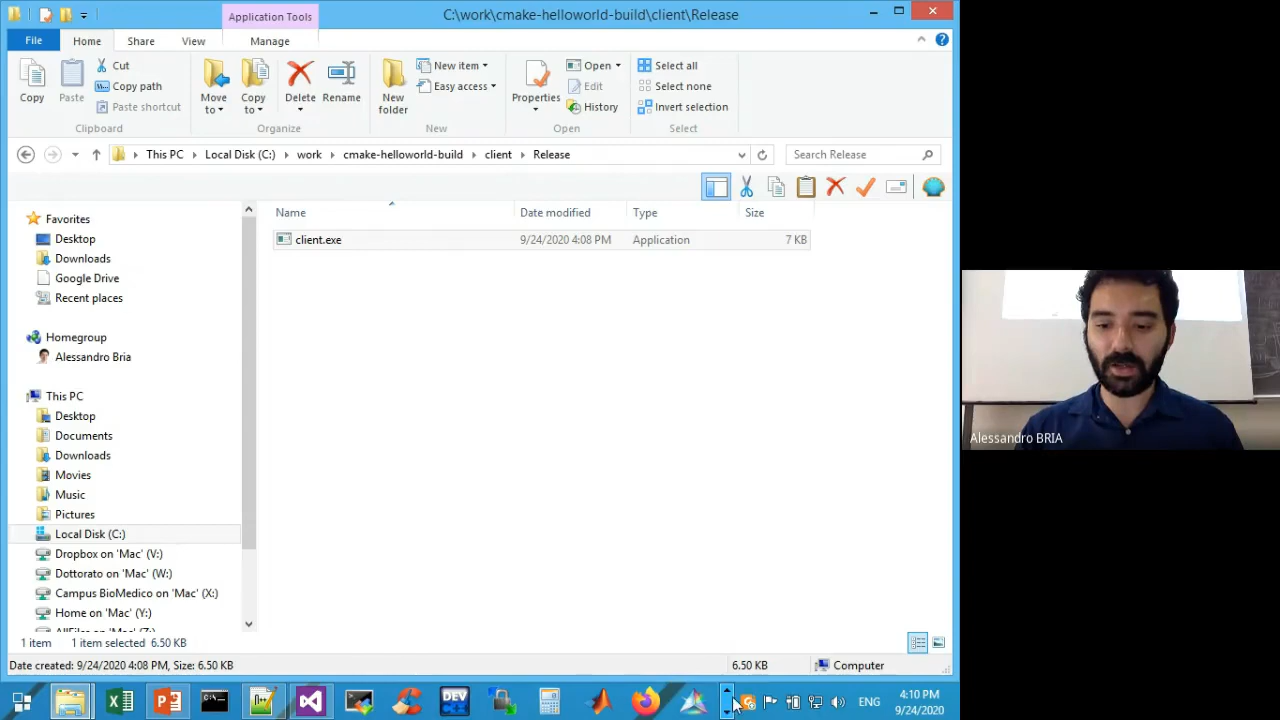 Application Tools
C:\work\cmake-helloworld-build\client\Release
File
Home
Share
View
Manage
Copy
Paste
Cut
Copy path
Paste shortcut
Clipboard
Move to
Copy to
Delete
Rename
Organize
New folder
New item
Easy access
New
Properties
Open
Edit
History
Open
Select all
Select none
Invert selection
Select
This PC
Local Disk (C:)
work
cmake-helloworld-build
client
Release
Search Release
Name
Date modified
Type
Size
client.exe
9/24/2020 4:08 PM
Application
7 KB
Favorites
Desktop
Downloads
Google Drive
Recent places
Homegroup
Alessandro Bria
This PC
Desktop
Documents
Downloads
Movies
Music
Pictures
Local Disk (C:)
Dropbox on 'Mac' (V:)
Dottorato on 'Mac' (W:)
Campus BioMedico on 'Mac' (X:)
Home on 'Mac' (Y:)
1 item
1 item selected 6.50 KB
Date created: 9/24/2020 4:08 PM, Size: 6.50 KB
6.50 KB
Computer
DEV
ENG
4:10 PM
9/24/2020
Alessandro BRIA